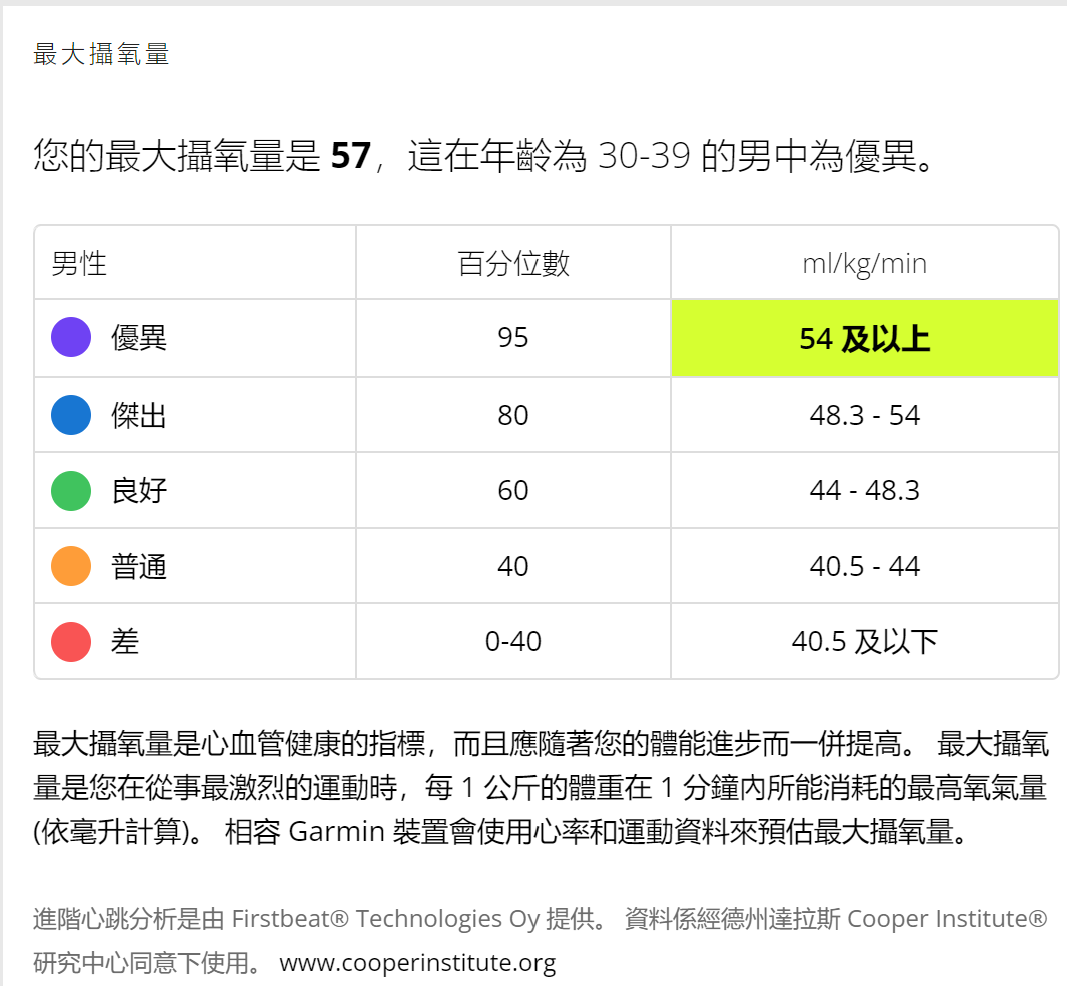 最大攝氧量
您的最大攝氧量是 57，這在年齡為 30-39 的男中為優異。
男性 百分位數 ml/kg/min
優異 95 54 及以上
傑出 80 48.3 - 54
良好 60 44 - 48.3
普通 40 40.5 - 44
差 0-40 40.5 及以下
最大攝氧量是心血管健康的指標，而且應隨著您的體能進步而一併提高。 最大攝氧
量是您在從事最激烈的運動時，每 1 公斤的體重在 1 分鐘內所能消耗的最高氧氣量
(依毫升計算)。 相容 Garmin 裝置會使用心率和運動資料來預估最大攝氧量。
進階心跳分析是由 Firstbeat® Technologies Oy 提供。 資料係經德州達拉斯 Cooper Institute®
研究中心同意下使用。 www.cooperinstitute.org